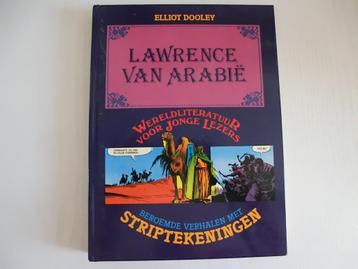 ELLIOT DOOLEY
LAWRENCE
VAN ARABIË
WERELDLITERATUUR
VOOR JONGE LEZERS
BEROEMDE VERHALEN MET
STRIPTEKENINGEN